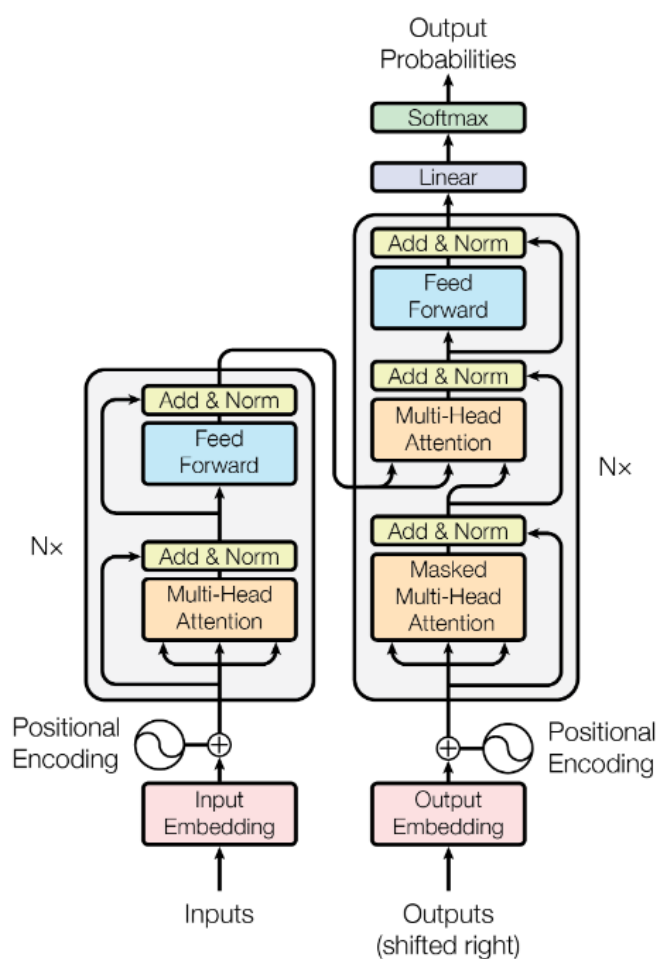 Output
Probabilities
Softmax
Linear
Add & Norm
Feed
Forward
Add & Norm
Multi-Head
Attention
Add & Norm
Masked
Multi-Head
Attention
Nx
Add & Norm
Feed
Forward
Add & Norm
Multi-Head
Attention
Nx
Positional
Encoding
Positional
Encoding
Input
Embedding
Output
Embedding
Inputs
Outputs
(shifted right)